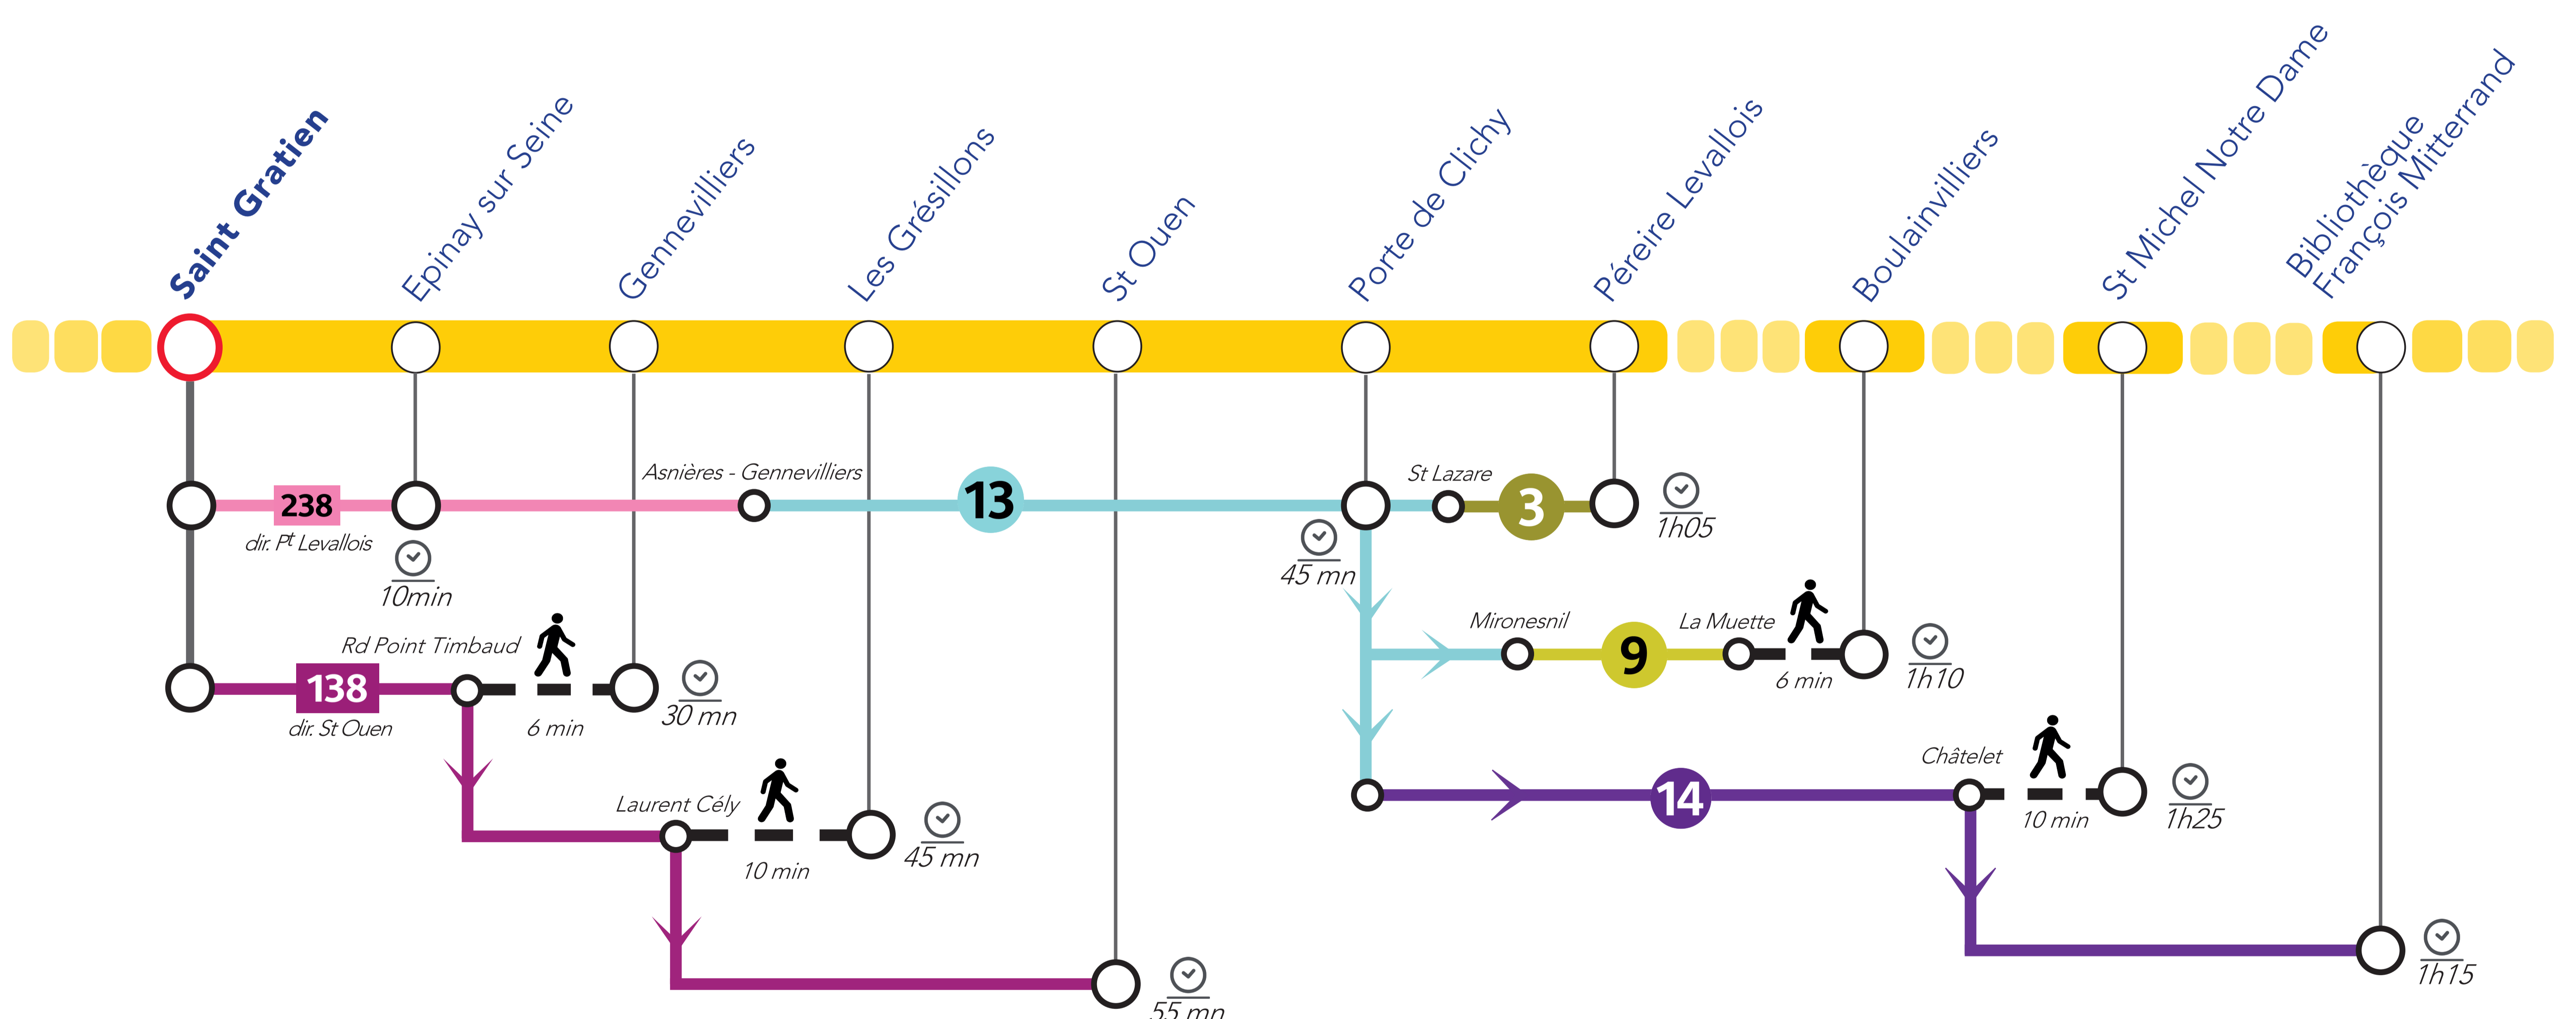 Saint Gratien
Epinay sur Seine
Gennevilliers
Les Grésillons
St Ouen
Porte de Clichy
Péreire Levallois
Boulainvilliers
St Michel Notre Dame
Bibliothèque
François Mitterrand
Asnières - Gennevilliers
St Lazare
238
13
3
dir. Pt Levallois
1h05
10min
45 mn
Rd Point Timbaud
Mironesnil
La Muette
9
138
dir. St Ouen
6 min
30 mn
6 min
1h10
Châtelet
Laurent Cély
14
10 min
1h25
10 min
45 mn
1h15
55 mn